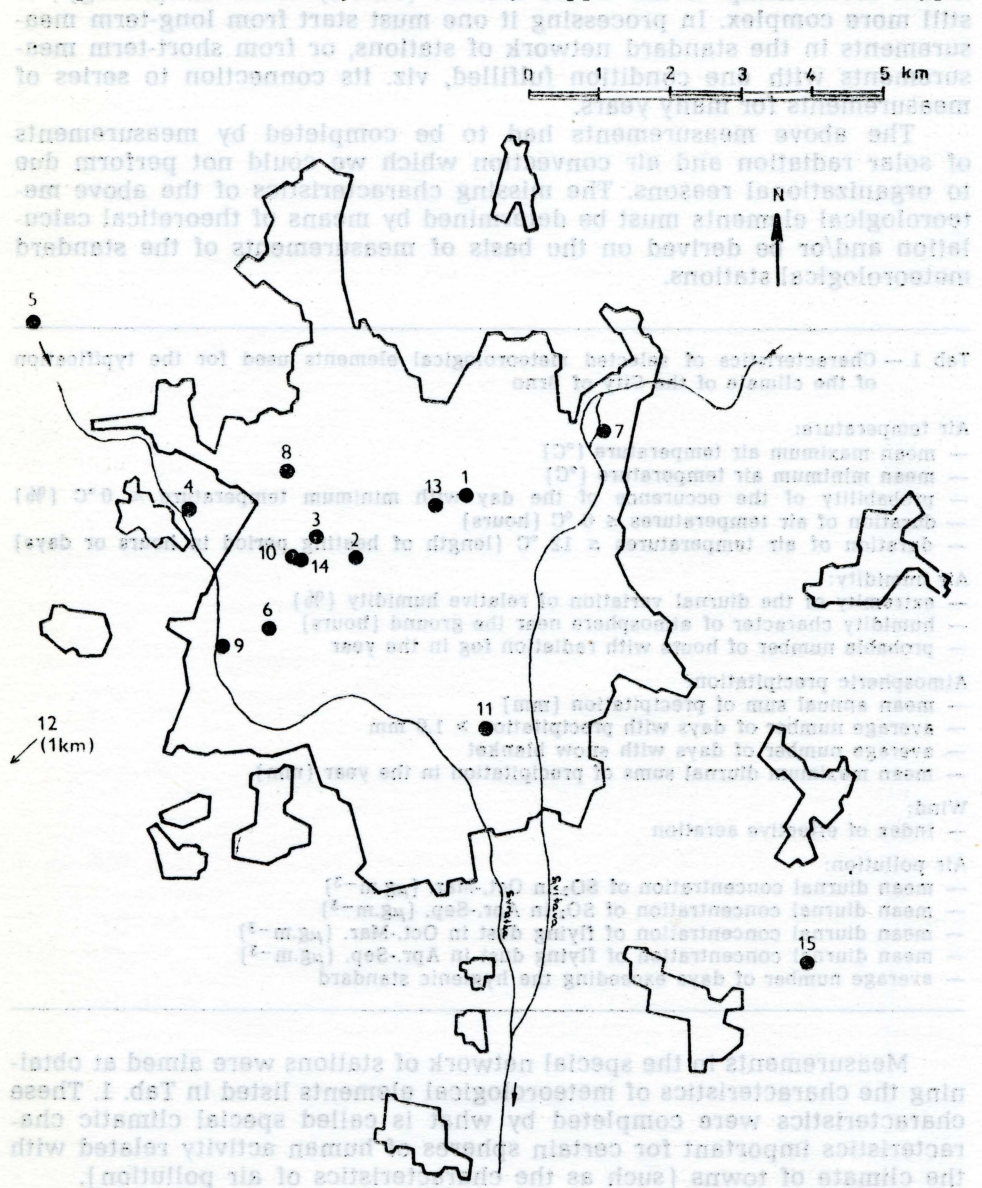 0 1 2 3 4 5 km
N
5
7
8
1
13
4
3
2
10
14
6
9
11
12
(1km)
Svratka
Svitava
15
still more complex. In processing it one must start from long-term mea-
surements in the standard network of stations, or from short-term mea-
surements with one condition fulfilled, viz. its connection to series of
measurements for many years.
The above measurements had to be completed by measurements
of solar radiation and air convection which we could not perform due
to organizational reasons. The missing characteristics of the above me-
teorological elements must be determined by means of theoretical calcu-
lation and/or be derived on the basis of measurements of the standard
meteorological stations.
Tab 1 — Characteristics of selected meteorological elements used for the typification
of the climate of the City of Brno
Air temperature:
— mean maximum air temperature [°C]
— mean minimum air temperature [°C]
— probability of the occurence of the day with minimum temperature < 0 °C [%]
— duration of air temperatures ≤ 0 °C [hours]
— duration of air temperatures ≤ 12 °C [length of heating period in hours or days]
Air humidity:
— extremity of the diurnal variation of relative humidity [%]
— humidity character of atmosphere near the ground [hours]
— probable number of hours with radiation fog in the year
Atmospheric precipitation:
— mean annual sum of precipitation [mm]
— average number of days with precipitation ≥ 1.0 mm
— average number of days with snow blanket
— mean maximum diurnal sums of precipitation in the year [mm]
Wind:
— index of effective aeration
Air pollution:
— mean diurnal concentration of SO₂ in Oct.-Mar. [μg.m⁻³]
— mean diurnal concentration of SO₂ in Apr.-Sep. [μg.m⁻³]
— mean diurnal concentration of flying dust in Oct.-Mar. [μg.m⁻³]
— mean diurnal concentration of flying dust in Apr.-Sep. [μg.m⁻³]
— average number of days exceeding the hygienic standard
Measurements in the special network of stations were aimed at obtai-
ning the characteristics of meteorological elements listed in Tab. 1. These
characteristics were completed by what is called special climatic cha-
racteristics important for certain spheres of human activity related with
the climate of towns (such as the characteristics of air pollution).